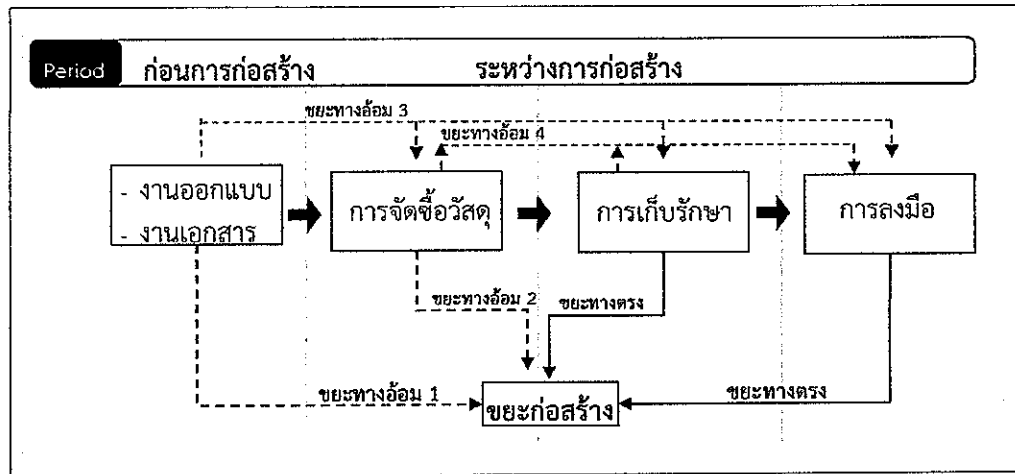 Period ก่อนการก่อสร้าง ระหว่างการก่อสร้าง
ขยะทางอ้อม 3
ขยะทางอ้อม 4
- งานออกแบบ
- งานเอกสาร
การจัดซื้อวัสดุ
การเก็บรักษา
การลงมือ
ขยะทางอ้อม 2
ขยะทางตรง
ขยะทางอ้อม 1
ขยะก่อสร้าง
ขยะทางตรง